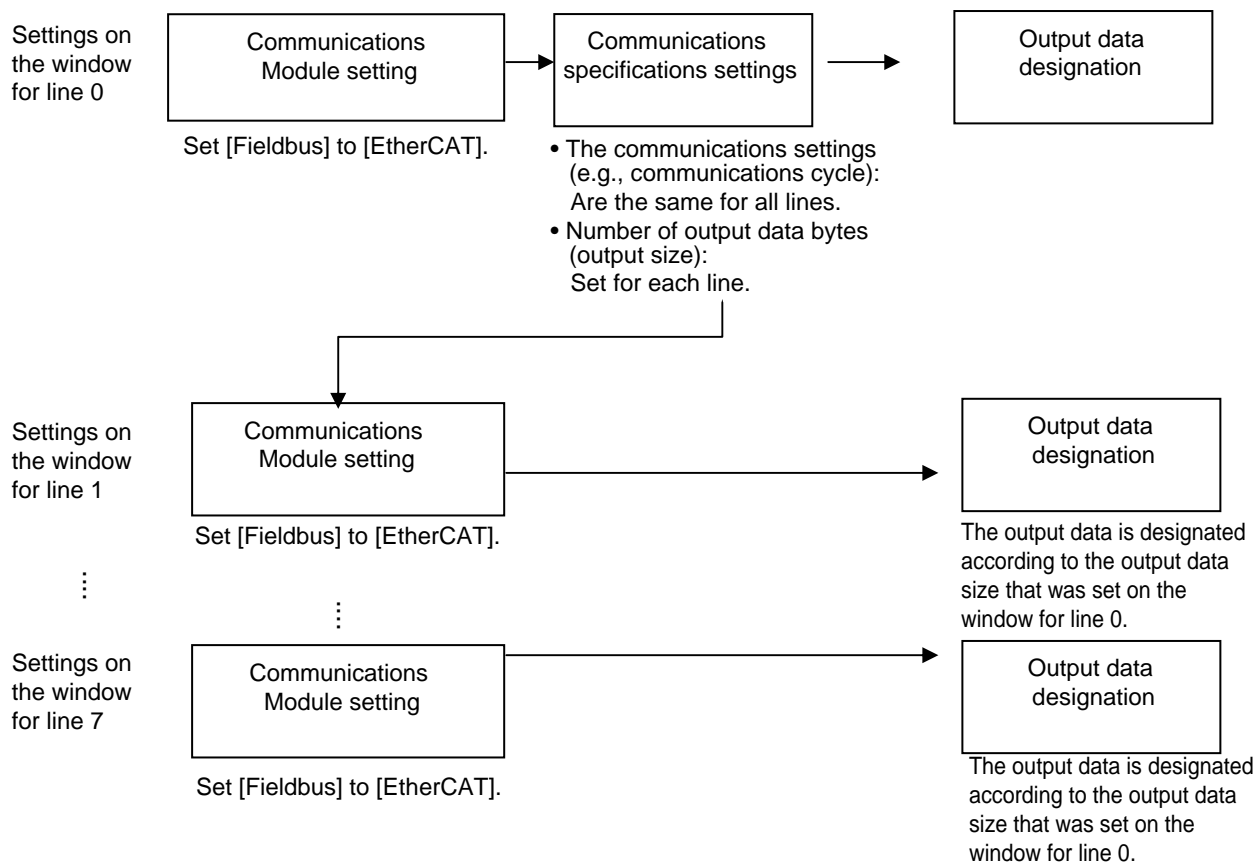 Settings on
the window
for line 0
Communications
Module setting
Set [Fieldbus] to [EtherCAT].
Communications
specifications settings
• The communications settings
(e.g., communications cycle):
Are the same for all lines.
• Number of output data bytes
(output size):
Set for each line.
Output data
designation
Settings on
the window
for line 1
Communications
Module setting
Set [Fieldbus] to [EtherCAT].
Output data
designation
The output data is designated
according to the output data
size that was set on the
window for line 0.
Settings on
the window
for line 7
Communications
Module setting
Set [Fieldbus] to [EtherCAT].
Output data
designation
The output data is designated
according to the output data
size that was set on the
window for line 0.